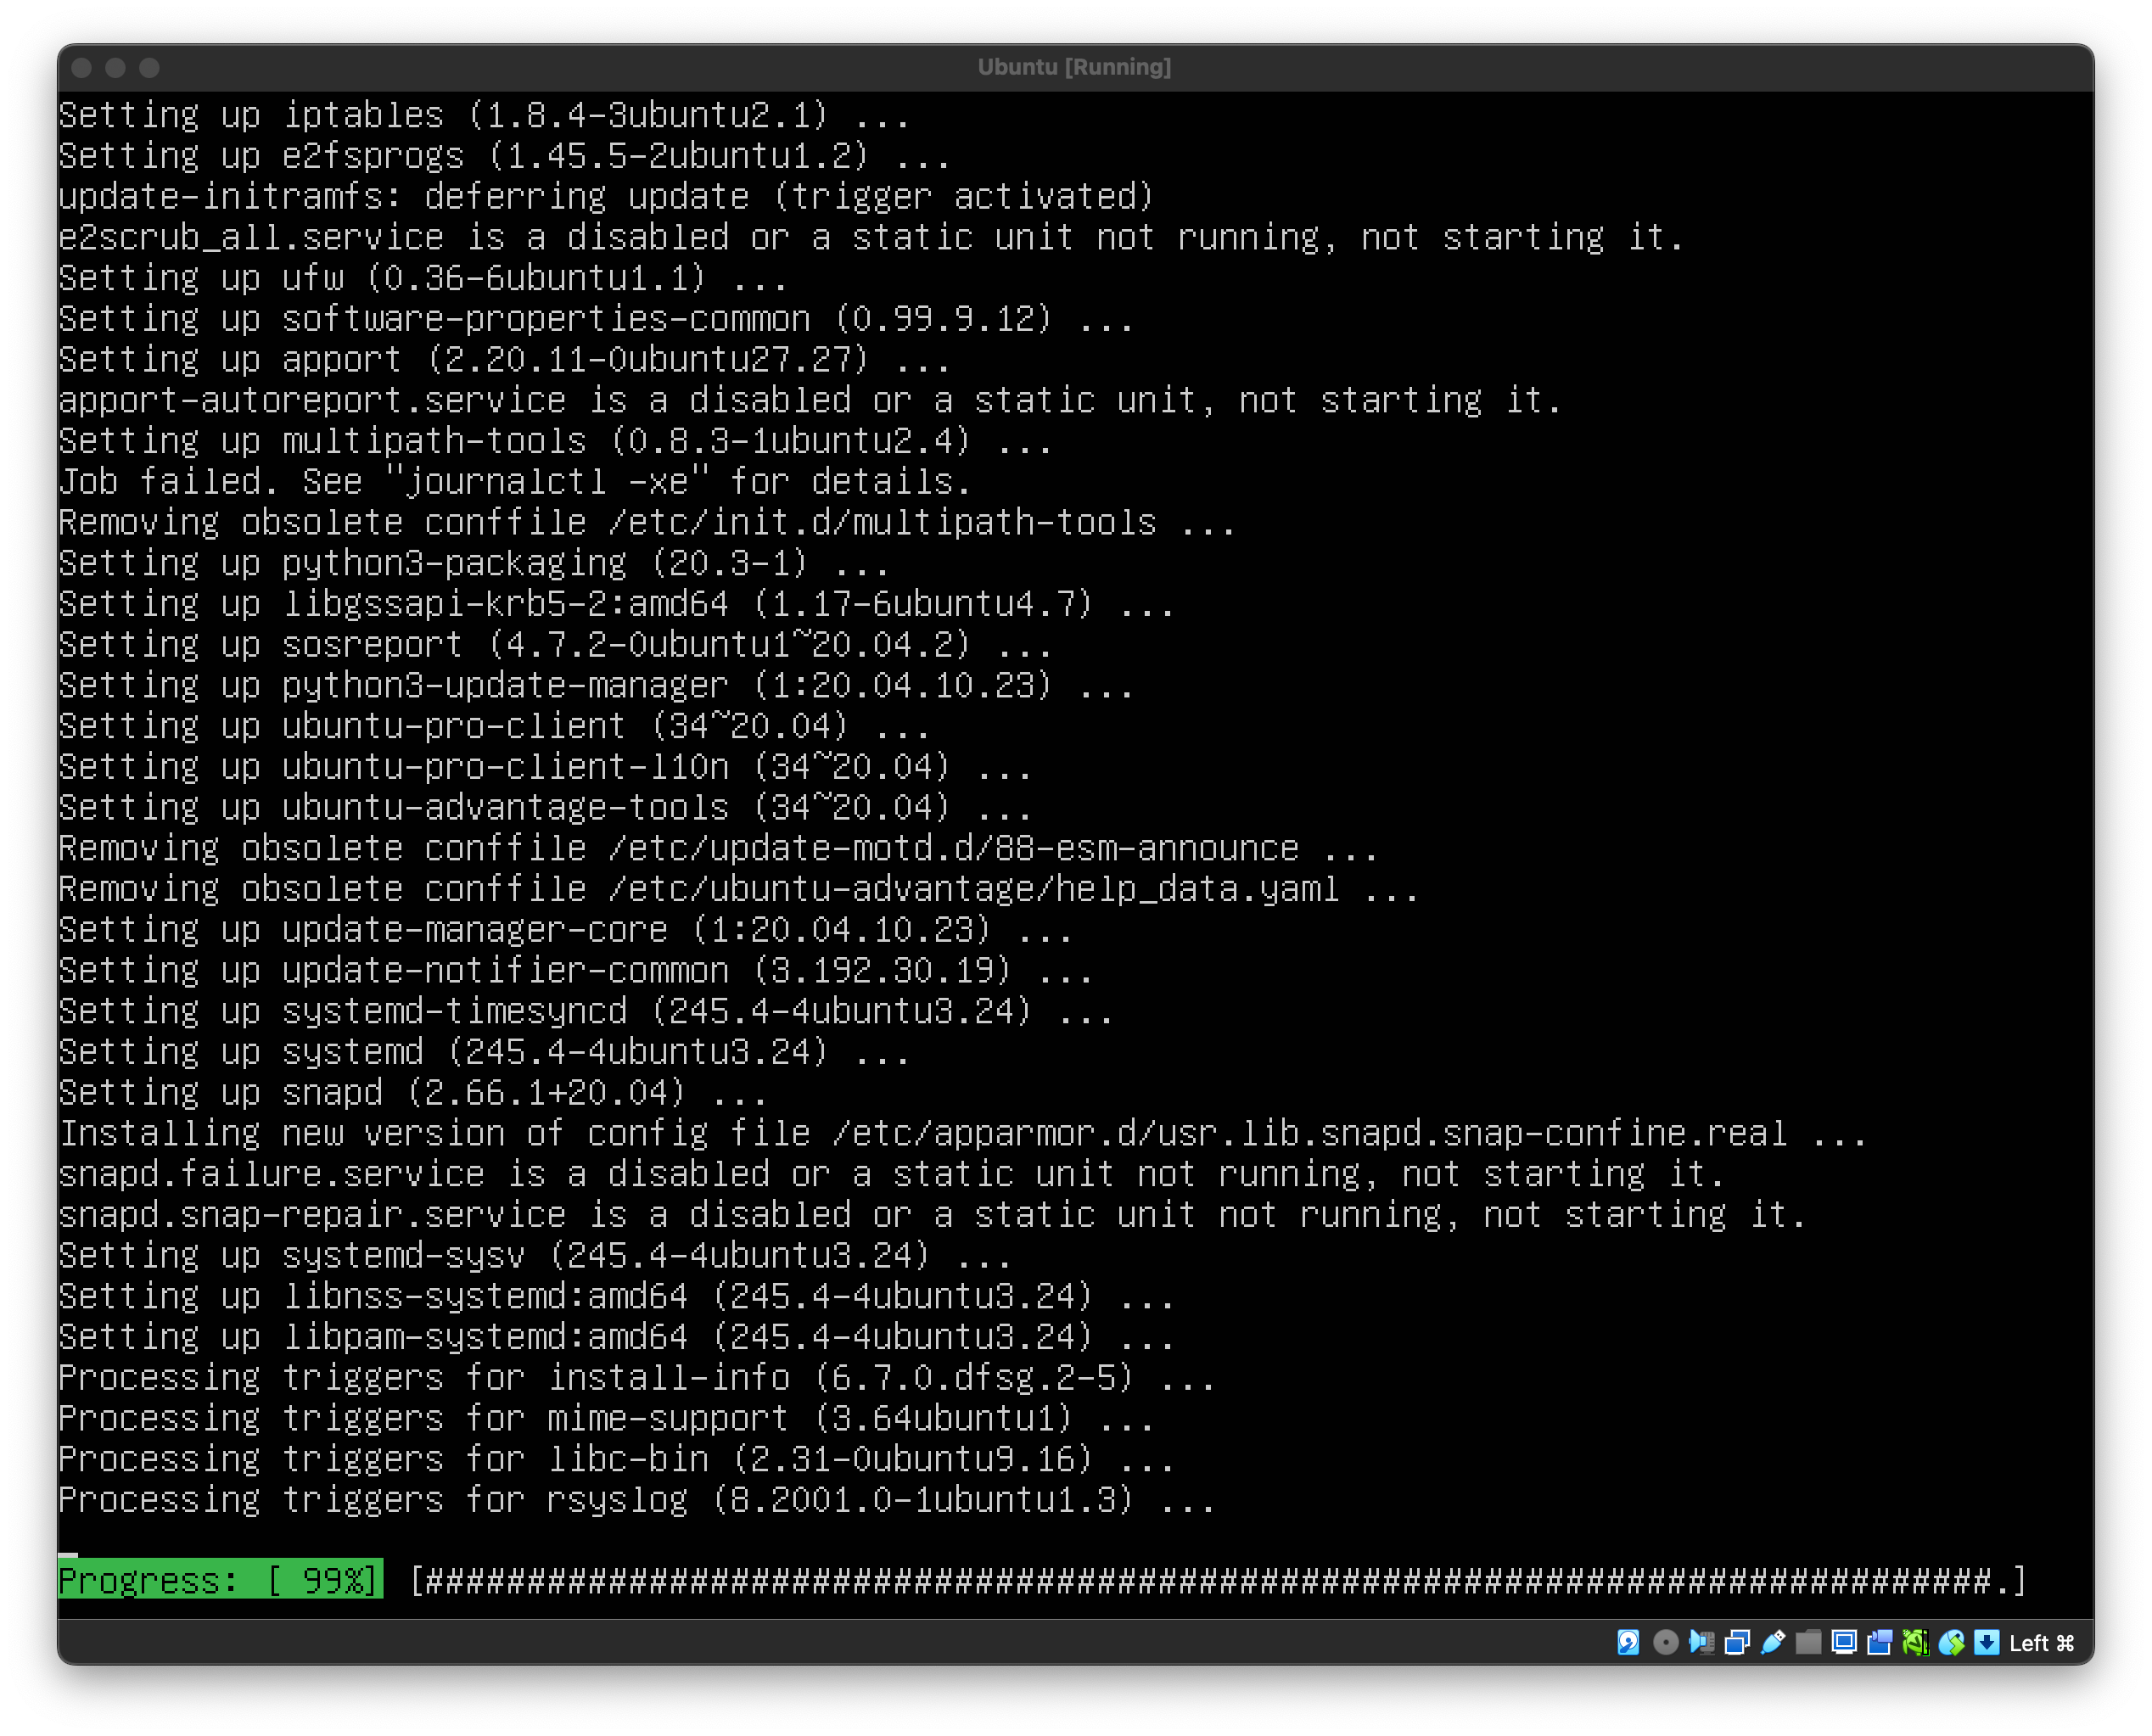 Ubuntu [Running]
Setting up iptables (1.8.4-3ubuntu2.1) ...
Setting up e2fsprogs (1.45.5-2ubuntu1.2) ...
update-initramfs: deferring update (trigger activated)
e2scrub_all.service is a disabled or a static unit not running, not starting it.
Setting up ufw (0.36-6ubuntu1.1) ...
Setting up software-properties-common (0.99.9.12) ...
Setting up apport (2.20.11-0ubuntu27.27) ...
apport-autoreport.service is a disabled or a static unit, not starting it.
Setting up multipath-tools (0.8.3-1ubuntu2.4) ...
Job failed. See "journalctl -xe" for details.
Removing obsolete conffile /etc/init.d/multipath-tools ...
Setting up python3-packaging (20.3-1) ...
Setting up libgssapi-krb5-2:amd64 (1.17-6ubuntu4.7) ...
Setting up sosreport (4.7.2-0ubuntu1~20.04.2) ...
Setting up python3-update-manager (1:20.04.10.23) ...
Setting up ubuntu-pro-client (34~20.04) ...
Setting up ubuntu-pro-client-l10n (34~20.04) ...
Setting up ubuntu-advantage-tools (34~20.04) ...
Removing obsolete conffile /etc/update-motd.d/88-esm-announce ...
Removing obsolete conffile /etc/ubuntu-advantage/help_data.yaml ...
Setting up update-manager-core (1:20.04.10.23) ...
Setting up update-notifier-common (3.192.30.19) ...
Setting up systemd-timesyncd (245.4-4ubuntu3.24) ...
Setting up systemd (245.4-4ubuntu3.24) ...
Setting up snapd (2.66.1+20.04) ...
Installing new version of config file /etc/apparmor.d/usr.lib.snapd.snap-confine.real ...
snapd.failure.service is a disabled or a static unit not running, not starting it.
snapd.snap-repair.service is a disabled or a static unit not running, not starting it.
Setting up systemd-sysv (245.4-4ubuntu3.24) ...
Setting up libnss-systemd:amd64 (245.4-4ubuntu3.24) ...
Setting up libpam-systemd:amd64 (245.4-4ubuntu3.24) ...
Processing triggers for install-info (6.7.0.dfsg.2-5) ...
Processing triggers for mime-support (3.64ubuntu1) ...
Processing triggers for libc-bin (2.31-0ubuntu9.16) ...
Processing triggers for rsyslog (8.2001.0-1ubuntu1.3) ...
Progress: [ 99%] [#############################################################################.]
Left ⌘